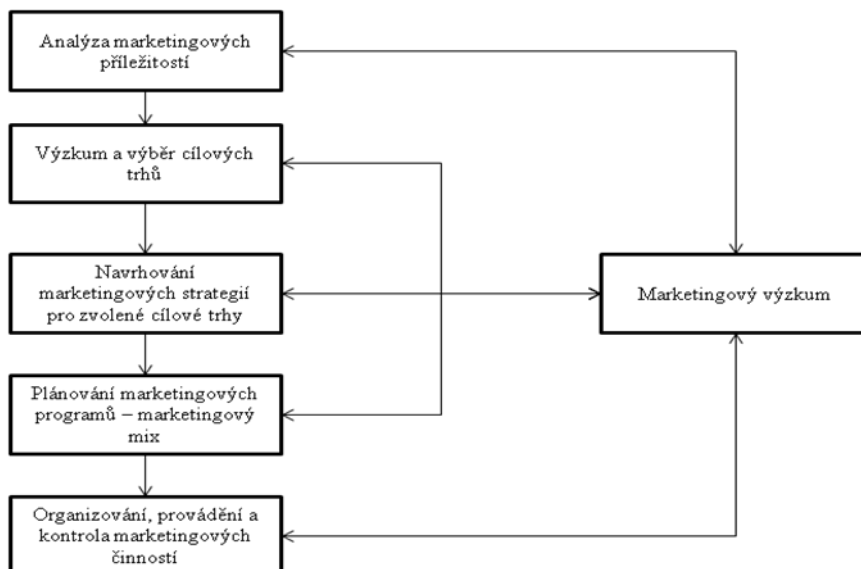 Analýza marketingových
příležitostí
Výzkum a výběr cílových
trhů
Navrhování
marketingových strategií
pro zvolené cílové trhy
Marketingový výzkum
Plánování marketingových
programů – marketingový
mix
Organizování, provádění a
kontrola marketingových
činností